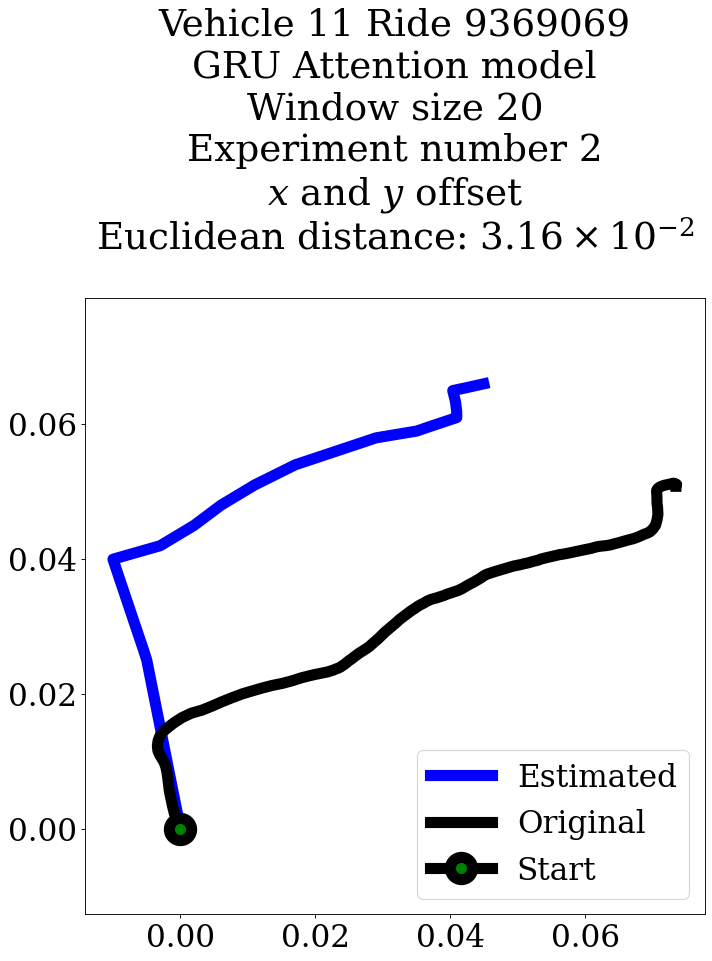 Vehicle 11 Ride 9369069
GRU Attention model
Window size 20
Experiment number 2
x and y offset
Euclidean distance: 3.16 × 10⁻²
0.06
0.04
0.02
0.00
Estimated
Original
Start
0.00 0.02 0.04 0.06